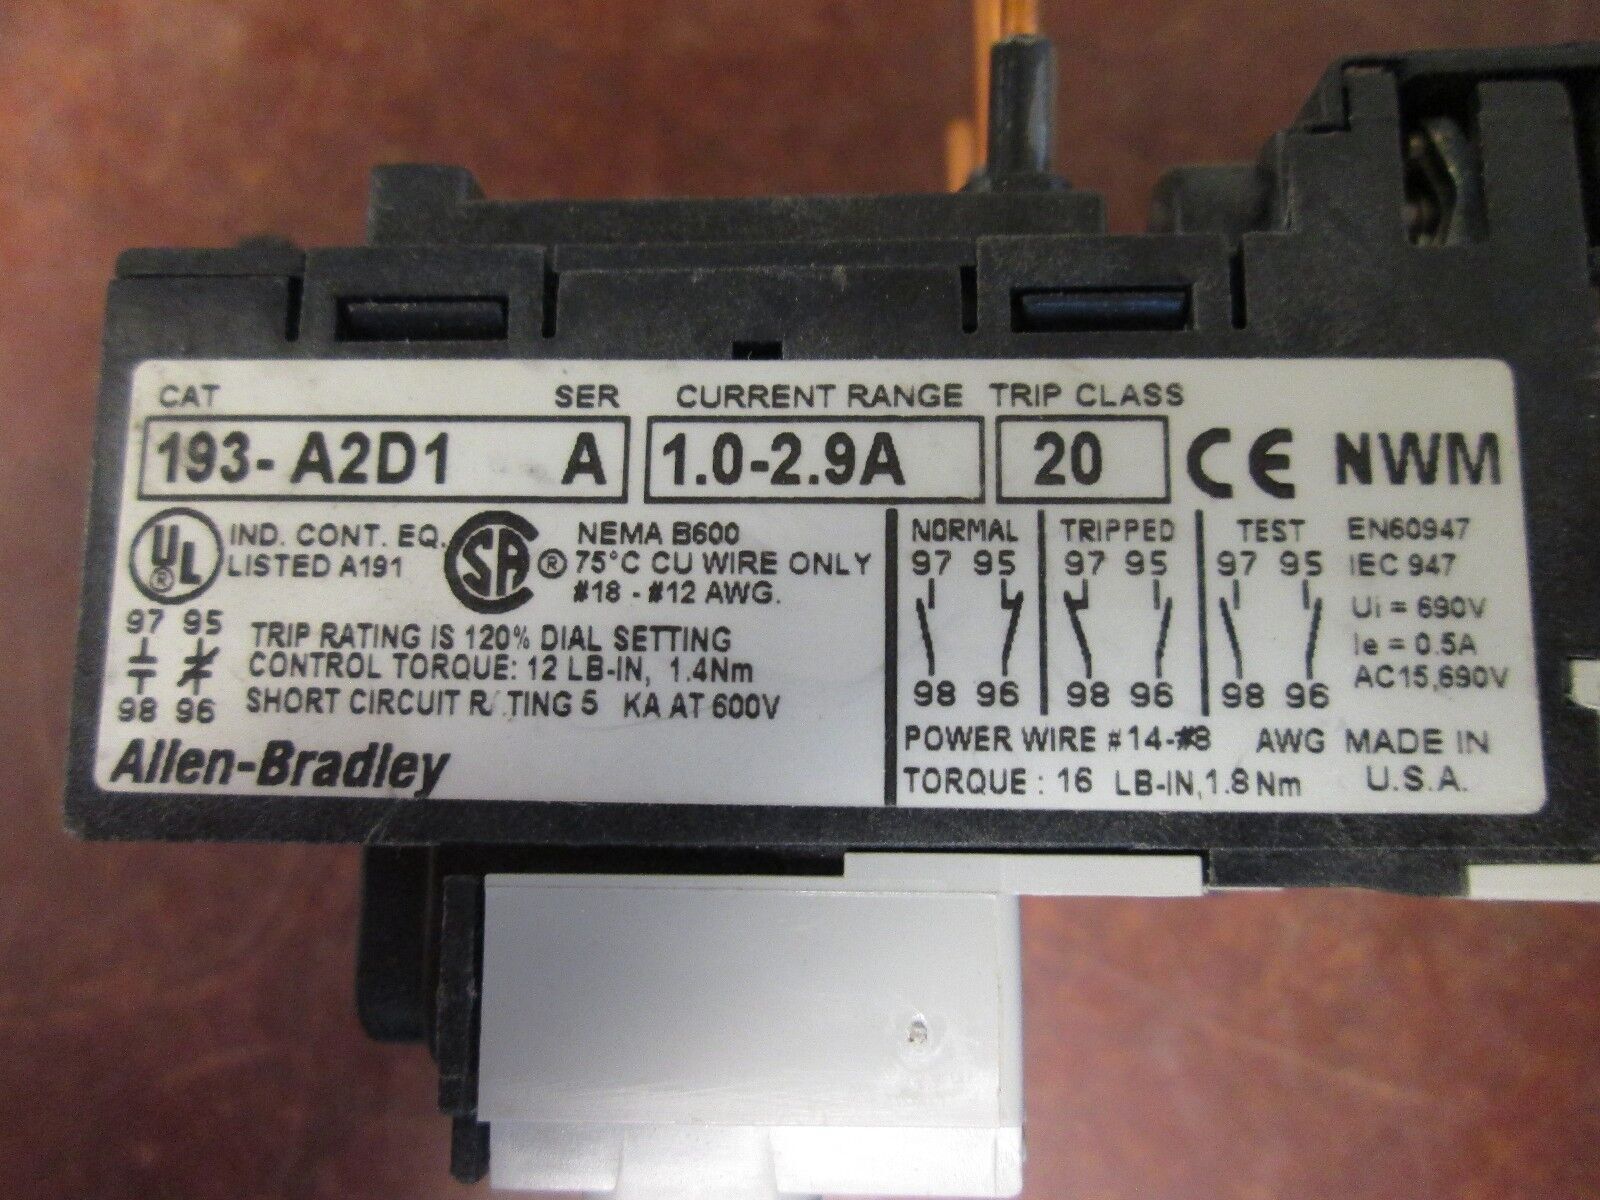 CAT SER CURRENT RANGE TRIP CLASS
193- A2D1 A 1.0-2.9A 20 CE NWM
UL ® IND. CONT. EQ.
LISTED A191
SA ® NEMA B600
75°C CU WIRE ONLY
#18 - #12 AWG.
97 95
98 96
TRIP RATING IS 120% DIAL SETTING
CONTROL TORQUE: 12 LB-IN, 1.4Nm
SHORT CIRCUIT RATING 5 KA AT 600V
Allen-Bradley
NORMAL TRIPPED TEST
97 95 97 95 97 95
98 96 98 96 98 96
POWER WIRE #14-#8 AWG
TORQUE: 16 LB-IN, 1.8Nm
EN60947
IEC 947
Ui = 690V
Ie = 0.5A
AC15,690V
MADE IN
U.S.A.